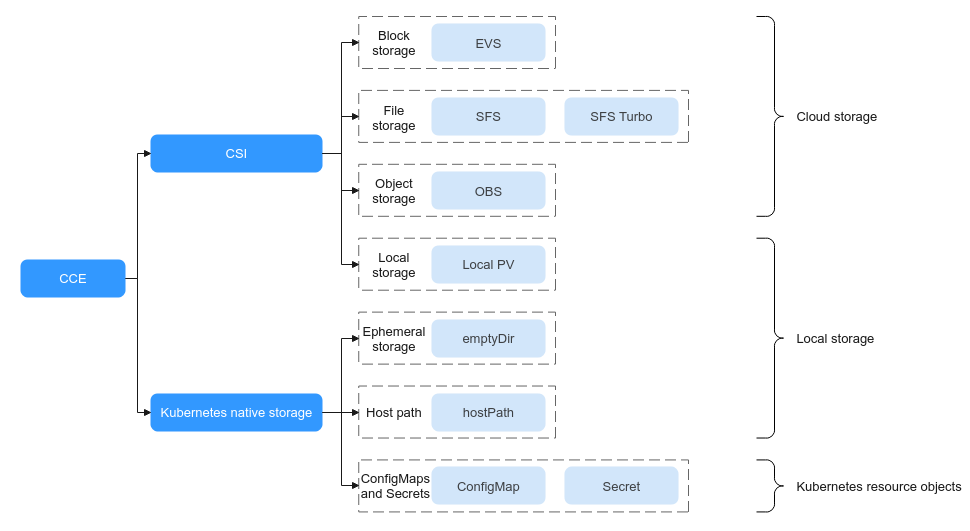 Block
storage
EVS
File
storage
SFS
SFS Turbo
Cloud storage
CSI
Object
storage
OBS
Local
storage
Local PV
CCE
Ephemeral
storage
emptyDir
Local storage
Kubernetes native storage
Host path
hostPath
ConfigMaps
and Secrets
ConfigMap
Secret
Kubernetes resource objects